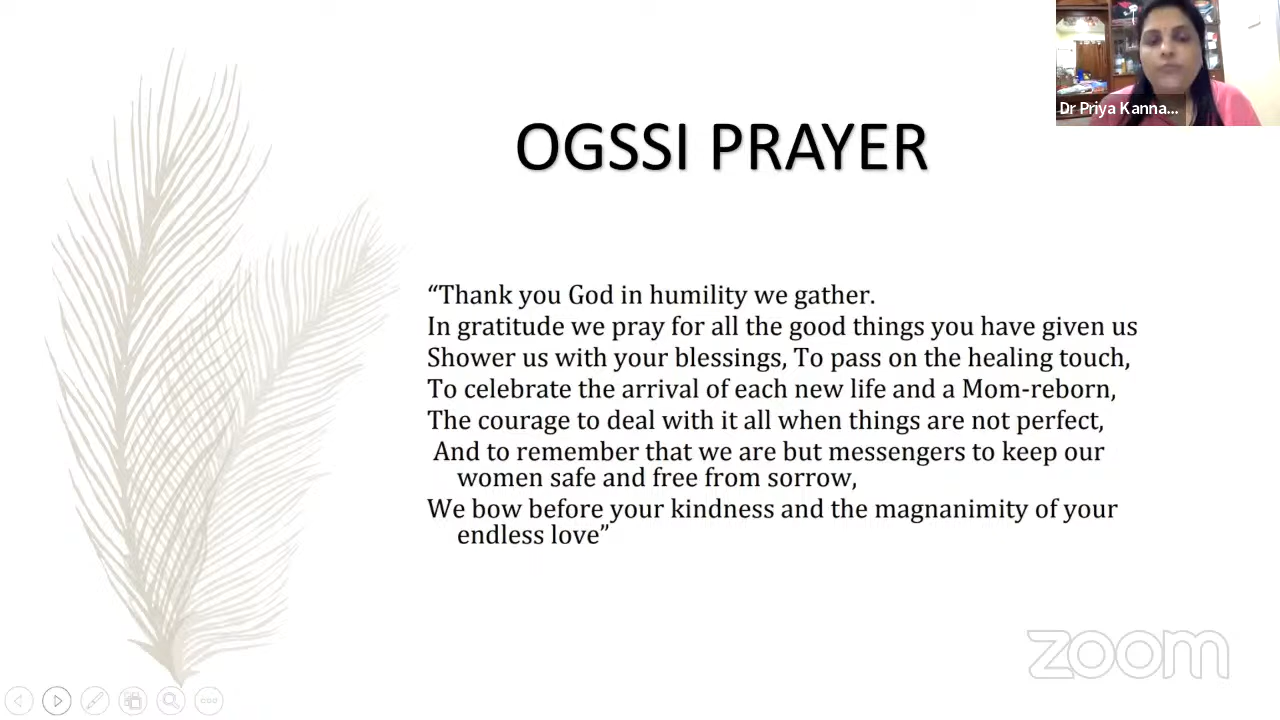 Dr Priya Kanna...
OGSSI PRAYER
“Thank you God in humility we gather.
In gratitude we pray for all the good things you have given us
Shower us with your blessings, To pass on the healing touch,
To celebrate the arrival of each new life and a Mom-reborn,
The courage to deal with it all when things are not perfect,
And to remember that we are but messengers to keep our
women safe and free from sorrow,
We bow before your kindness and the magnanimity of your
endless love”
zoom